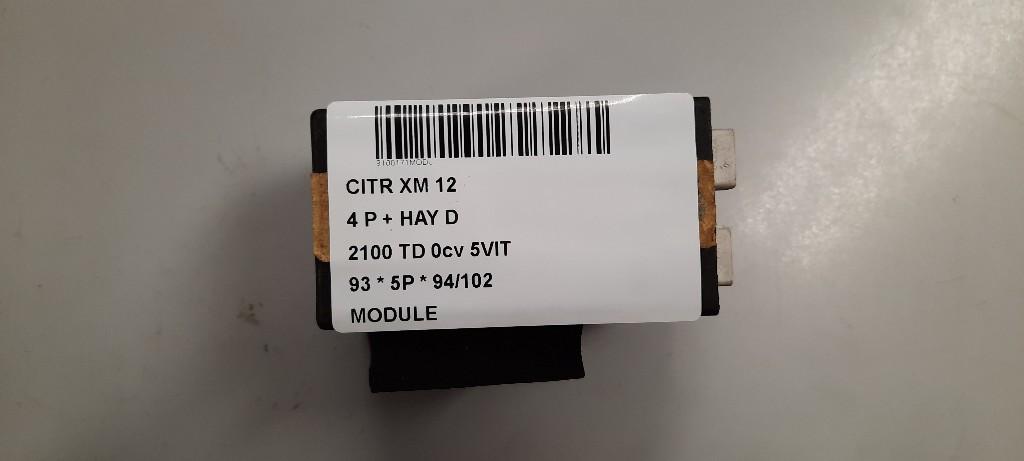 CITR XM 12
4 P + HAY D
2100 TD 0cv 5VIT
93 * 5P * 94/102
MODULE